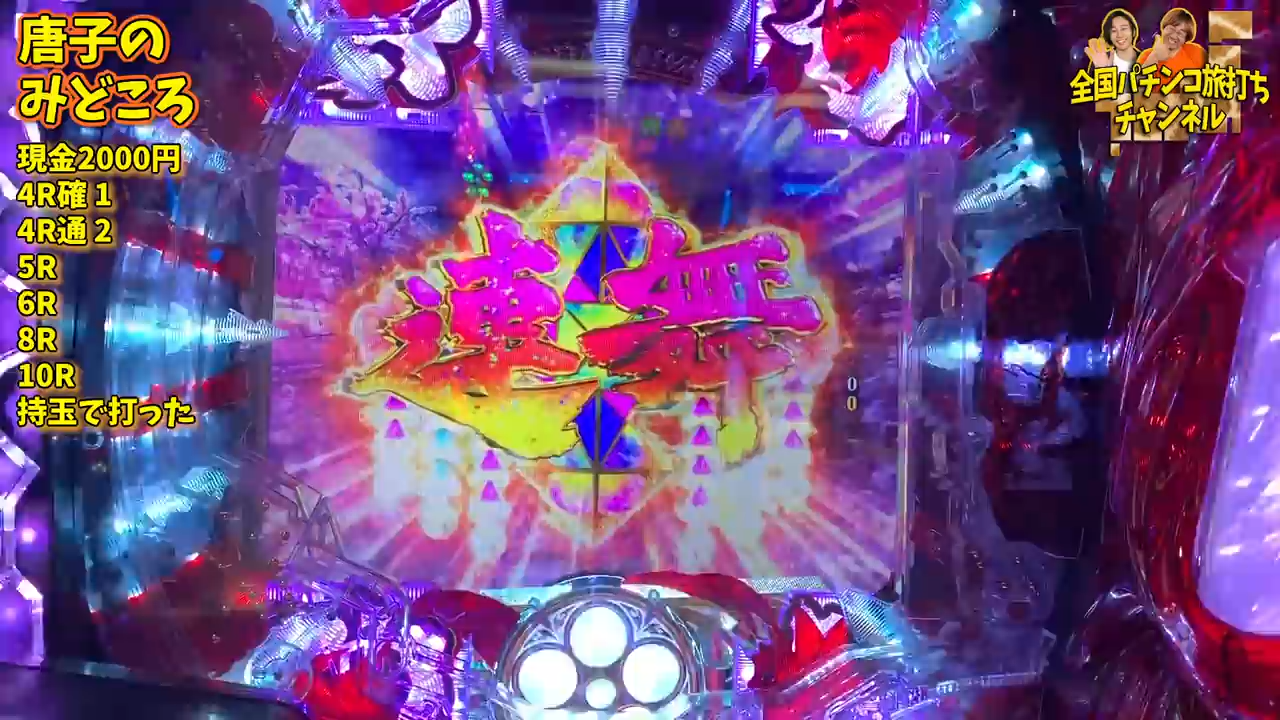 唐子の
みどころ
現金2000円
4R確 1
4R通 2
5R
6R
8R
10R
持玉で打った
全国パチンコ旅打ち
チャンネル
連舞
0
0